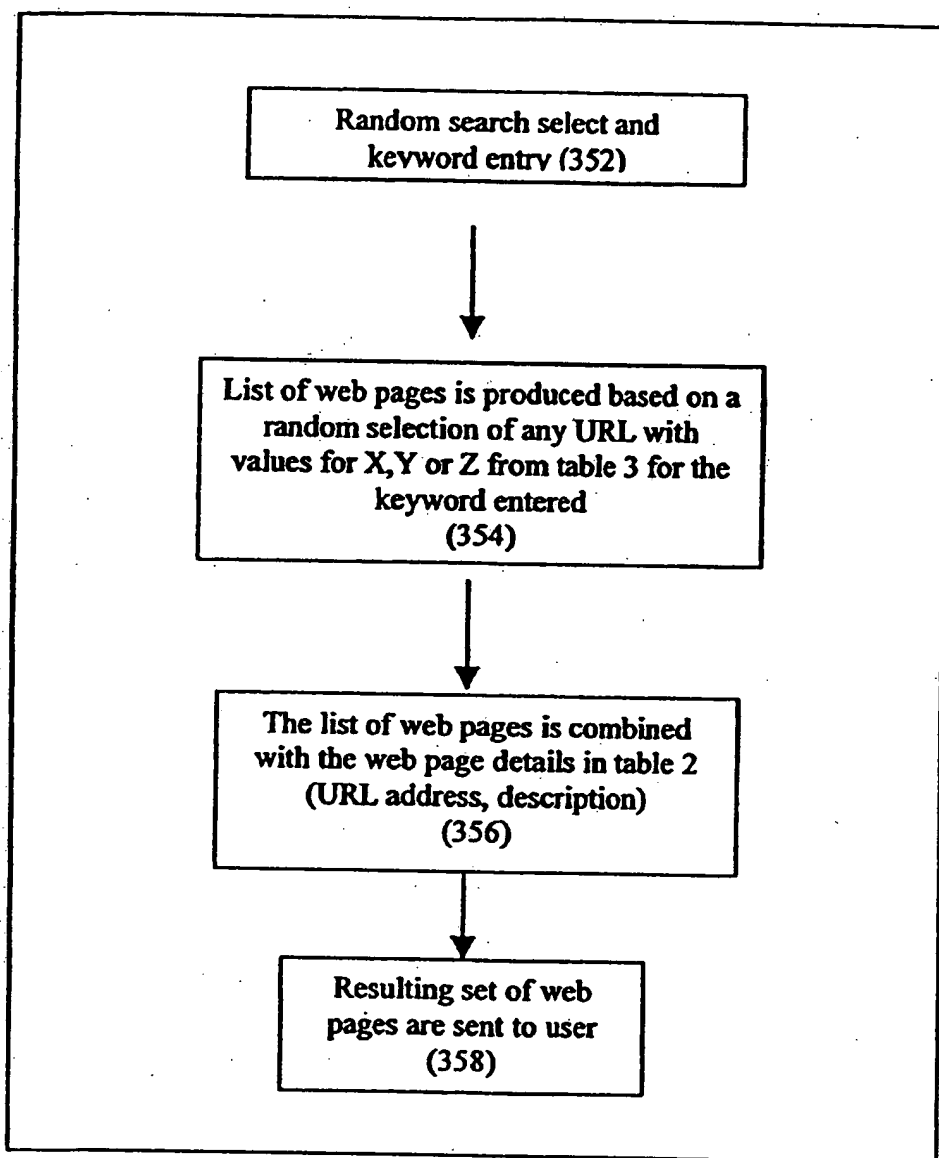 Random search select and
keyword entry (352)
List of web pages is produced based on a
random selection of any URL with
values for X,Y or Z from table 3 for the
keyword entered
(354)
The list of web pages is combined
with the web page details in table 2
(URL address, description)
(356)
Resulting set of web
pages are sent to user
(358)